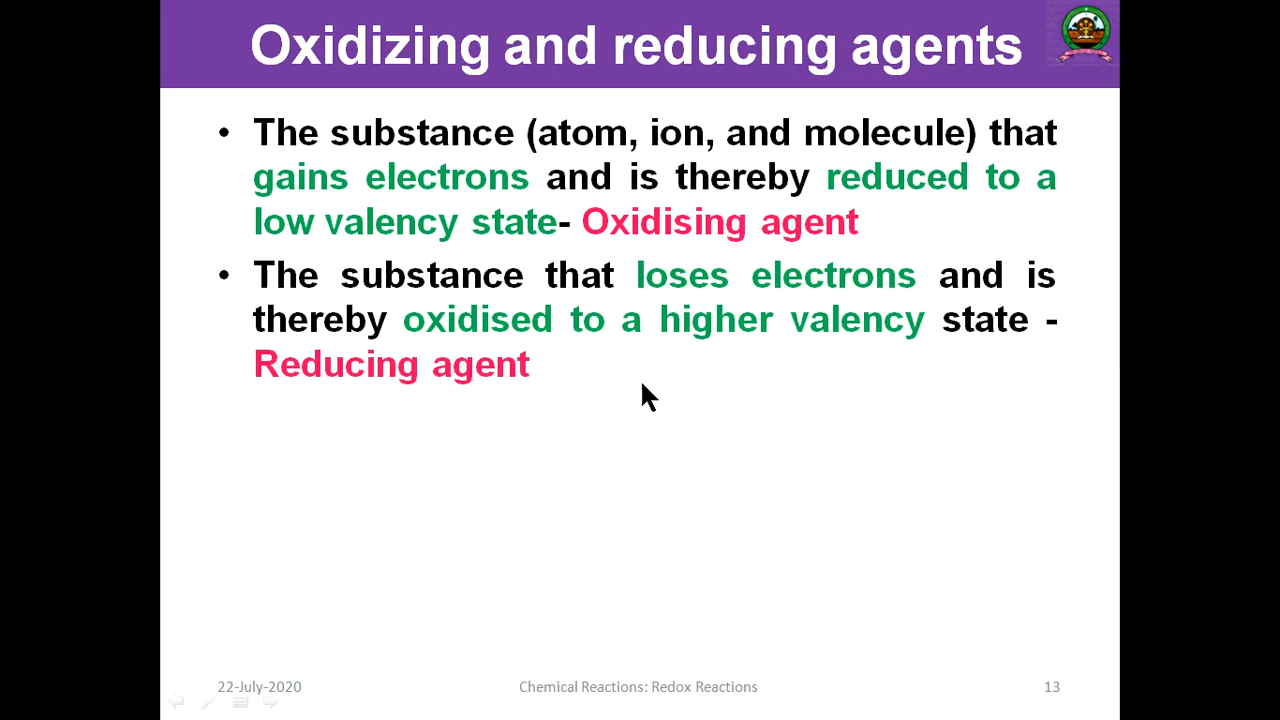 Oxidizing and reducing agents
• The substance (atom, ion, and molecule) that
gains electrons and is thereby reduced to a
low valency state- Oxidising agent
• The substance that loses electrons and is
thereby oxidised to a higher valency state -
Reducing agent
22-July-2020
Chemical Reactions: Redox Reactions
13